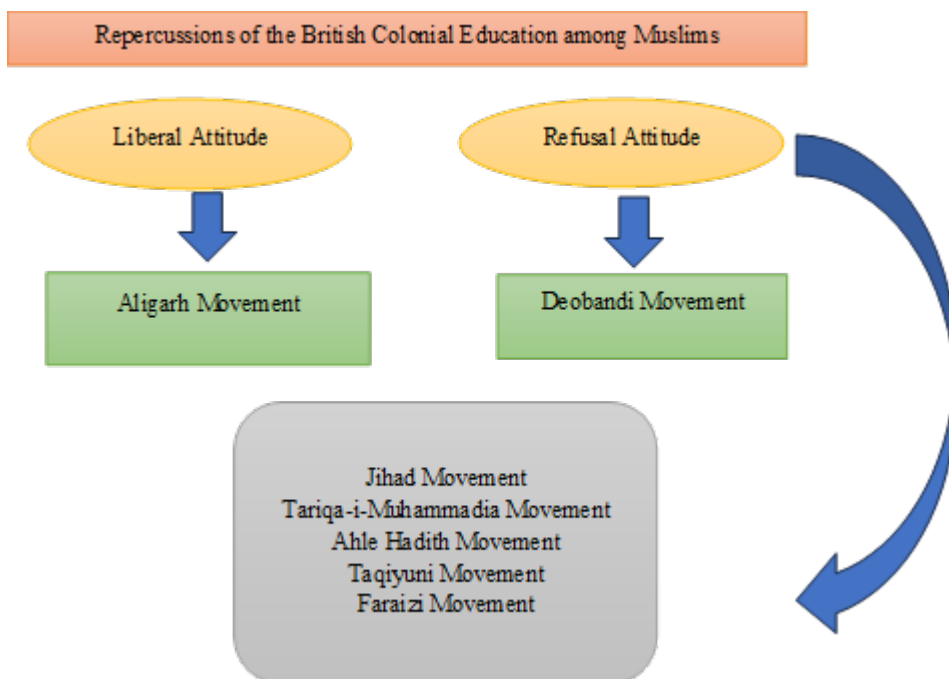 Repercussions of the British Colonial Education among Muslims
Liberal Attitude
Refusal Attitude
Aligarh Movement
Deobandi Movement
Jihad Movement
Tariqa-i-Muhammadia Movement
Ahle Hadith Movement
Taqiyuni Movement
Faraizi Movement